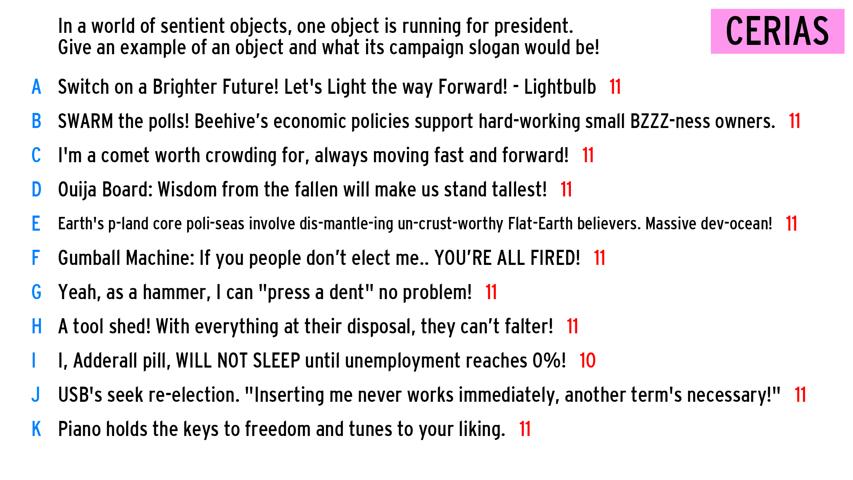 In a world of sentient objects, one object is running for president.
Give an example of an object and what its campaign slogan would be!
CERIAS
A Switch on a Brighter Future! Let's Light the way Forward! - Lightbulb 11
B SWARM the polls! Beehive’s economic policies support hard-working small BZZZ-ness owners. 11
C I'm a comet worth crowding for, always moving fast and forward! 11
D Ouija Board: Wisdom from the fallen will make us stand tallest! 11
E Earth's p-land core poli-seas involve dis-mantle-ing un-crust-worthy Flat-Earth believers. Massive dev-ocean! 11
F Gumball Machine: If you people don’t elect me.. YOU’RE ALL FIRED! 11
G Yeah, as a hammer, I can "press a dent" no problem! 11
H A tool shed! With everything at their disposal, they can’t falter! 11
I I, Adderall pill, WILL NOT SLEEP until unemployment reaches 0%! 10
J USB's seek re-election. "Inserting me never works immediately, another term's necessary!" 11
K Piano holds the keys to freedom and tunes to your liking. 11